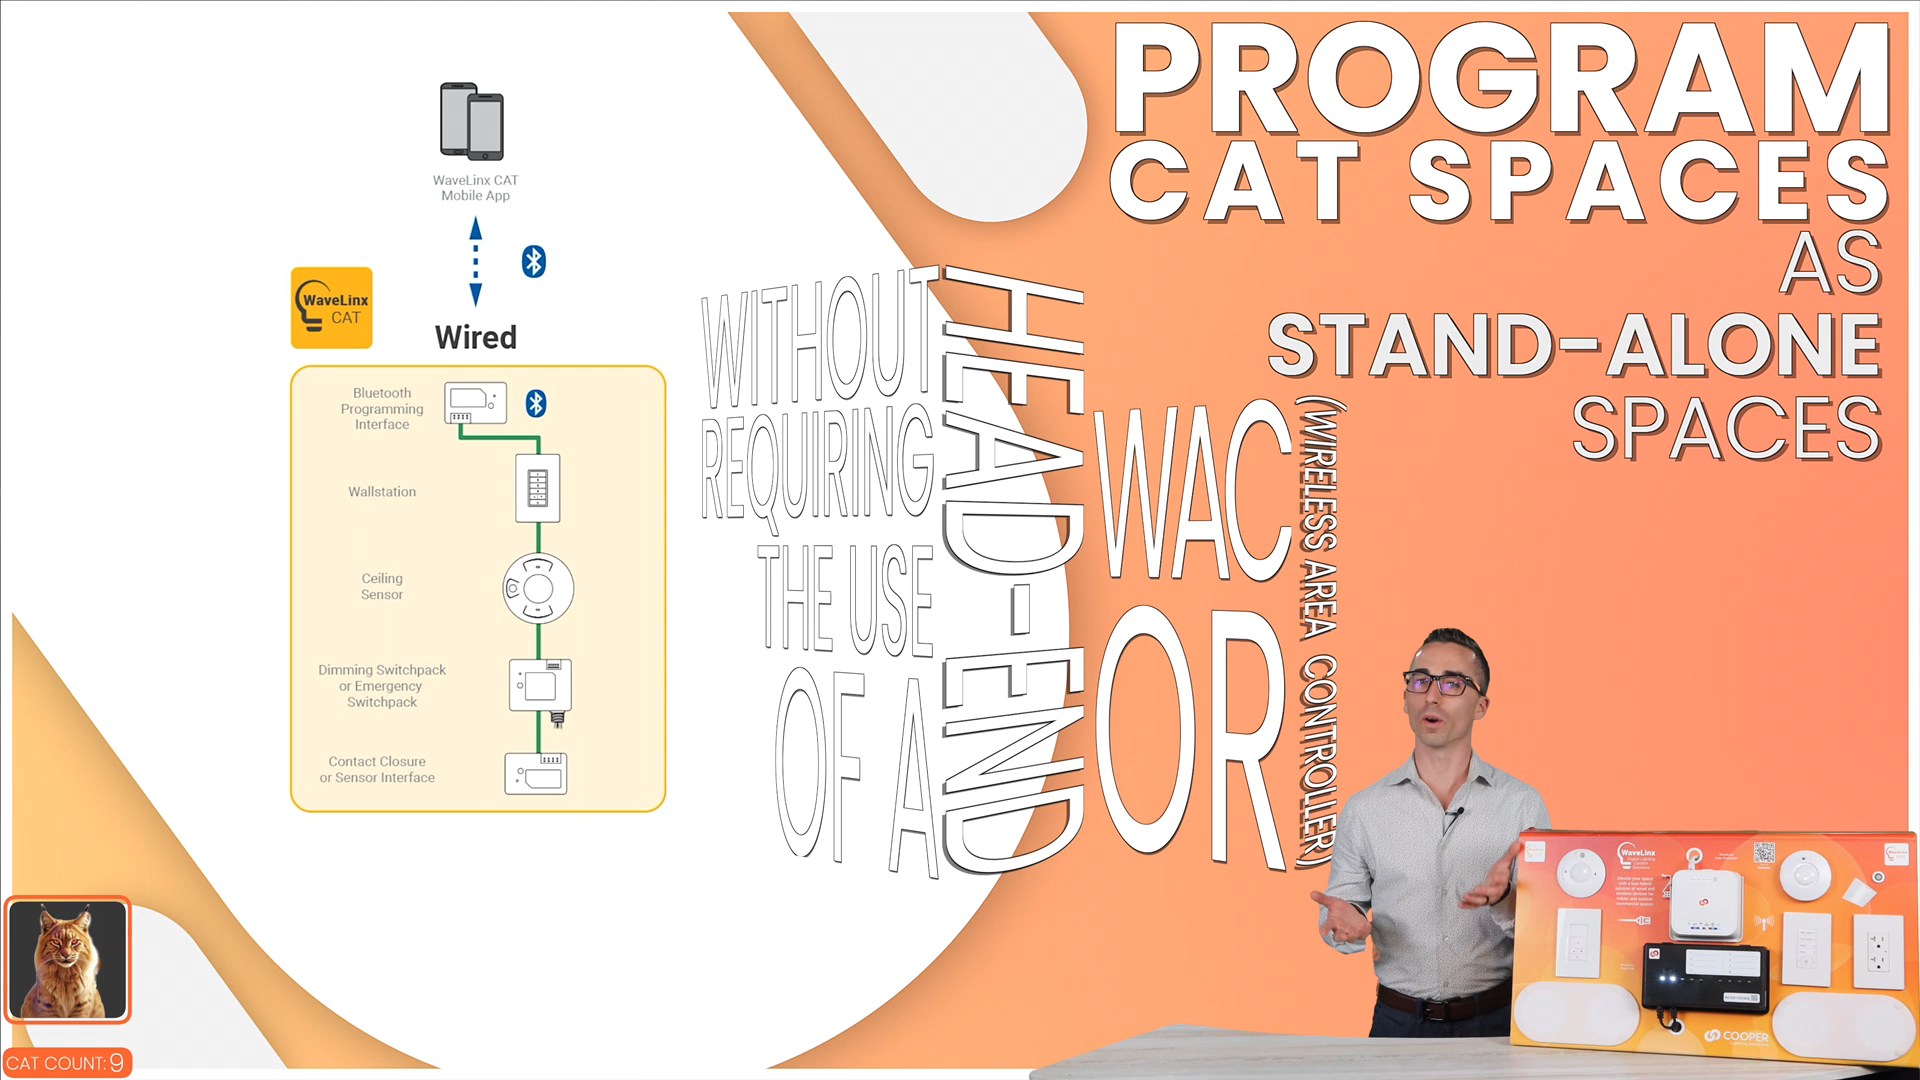 PROGRAM
CAT SPACES
AS
STAND-ALONE
SPACES
WITHOUT
REQUIRING
THE USE
OF A
HEAD-END
WAC
OR
(WIRELESS AREA CONTROLLER)
WaveLinx CAT
Mobile App
WaveLinx
CAT
Wired
Bluetooth
Programming
Interface
Wallstation
Ceiling
Sensor
Dimming Switchpack
or Emergency
Switchpack
Contact Closure
or Sensor Interface
CAT COUNT: 9
WaveLinx
COOPER
Lighting Solutions